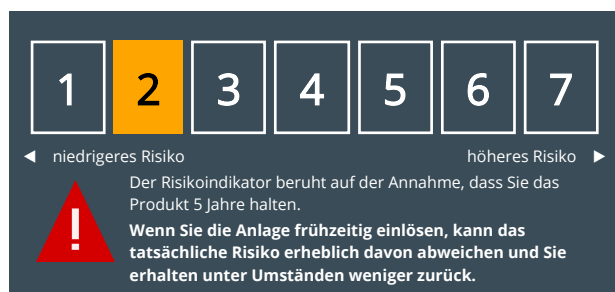 1 2 3 4 5 6 7
niedrigeres Risiko höheres Risiko
Der Risikoindikator beruht auf der Annahme, dass Sie das
Produkt 5 Jahre halten.
Wenn Sie die Anlage frühzeitig einlösen, kann das
tatsächliche Risiko erheblich davon abweichen und Sie
erhalten unter Umständen weniger zurück.